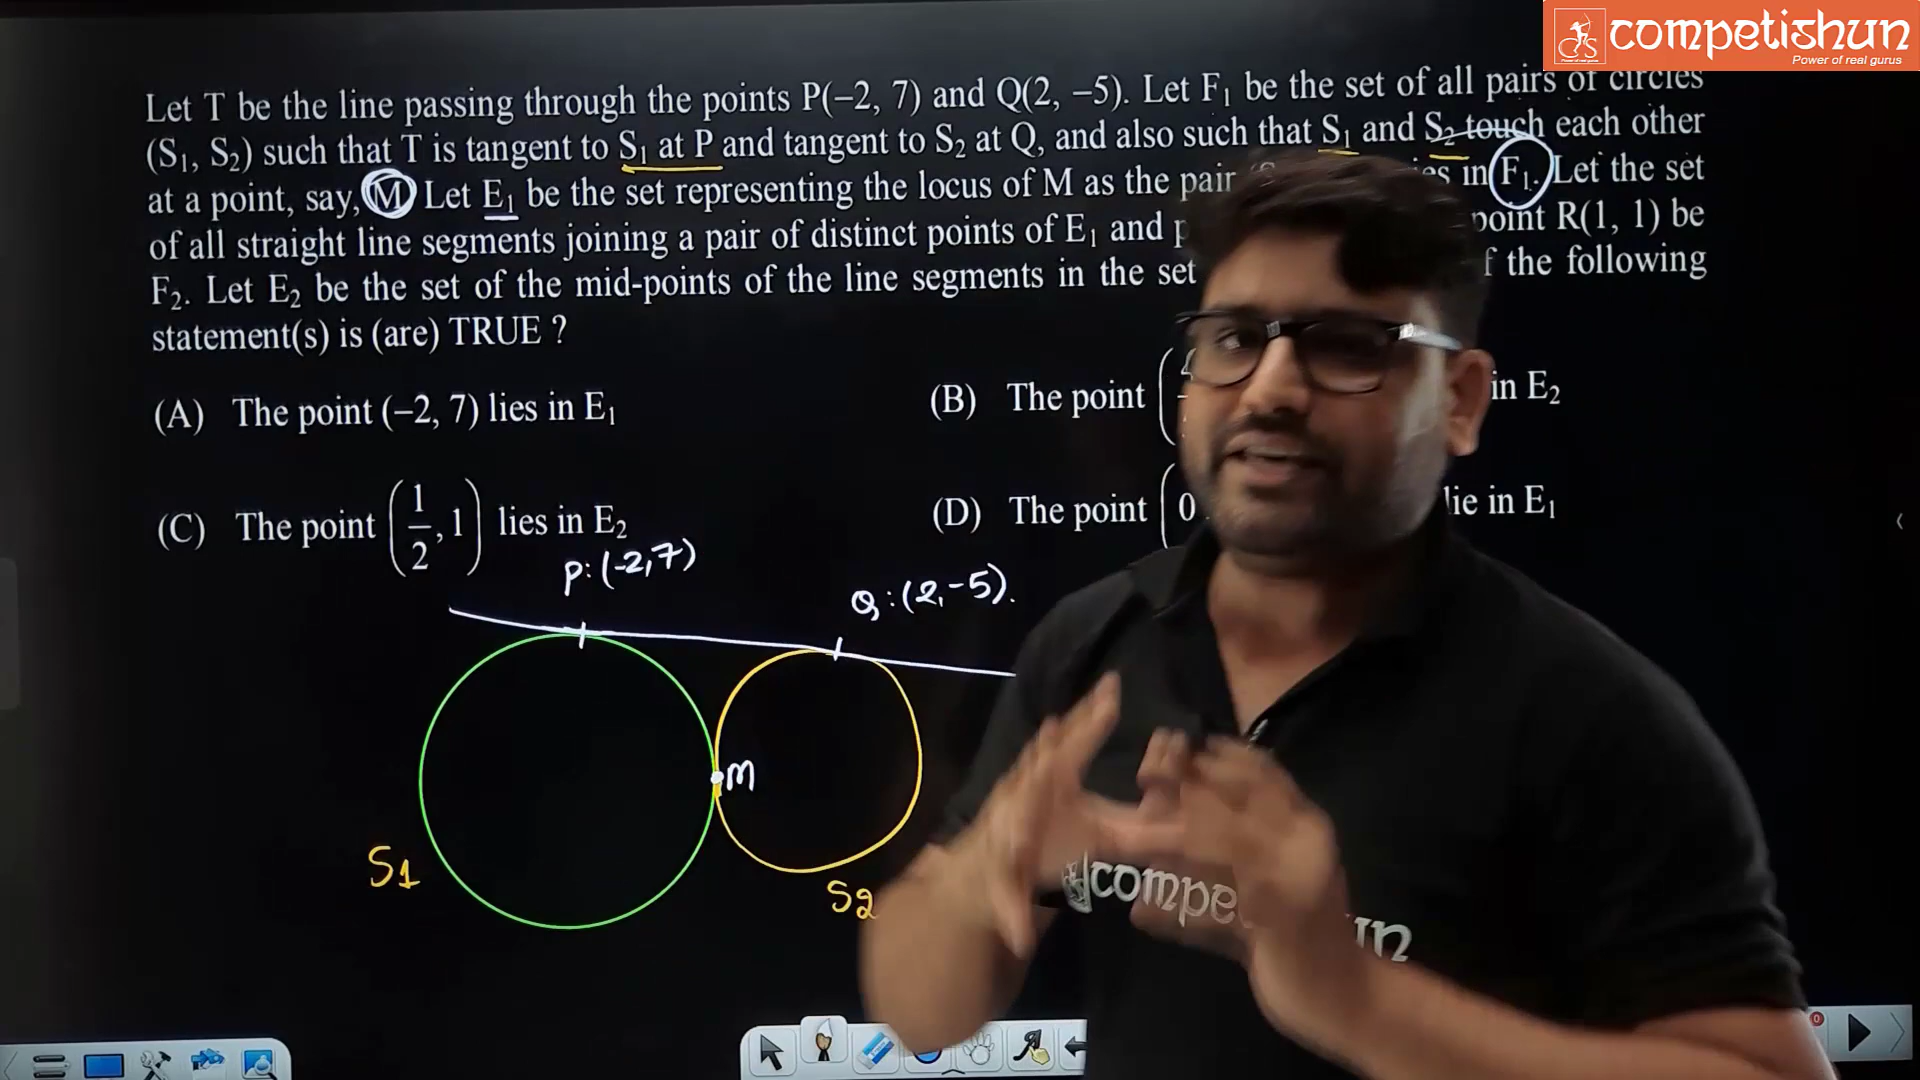 competishun
Power of real gurus
Let T be the line passing through the points P(–2, 7) and Q(2, –5). Let F₁ be the set of all pairs of circles
(S₁, S₂) such that T is tangent to S₁ at P and tangent to S₂ at Q, and also such that S₁ and S₂ touch each other
at a point, say, M. Let E₁ be the set representing the locus of M as the pair in F₁. Let the set
of all straight line segments joining a pair of distinct points of E₁ and point R(1, 1) be
F₂. Let E₂ be the set of the mid-points of the line segments in the set the following
statement(s) is (are) TRUE ?
(A) The point (–2, 7) lies in E₁
(B) The point in E₂
(C) The point (1/2, 1) lies in E₂
(D) The point (0 lie in E₁
P:(-2,7)
Q:(2,-5).
M
S1
S2
compe un